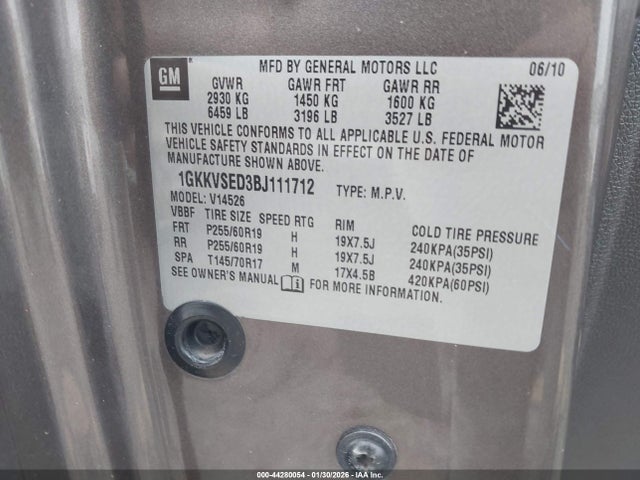 GM
MFD BY GENERAL MOTORS LLC 06/10
GVWR GAWR FRT GAWR RR
2930 KG 1450 KG 1600 KG
6459 LB 3196 LB 3527 LB
THIS VEHICLE CONFORMS TO ALL APPLICABLE U.S. FEDERAL MOTOR
VEHICLE SAFETY STANDARDS IN EFFECT ON THE DATE OF
MANUFACTURE SHOWN ABOVE.
1GKKVSED3BJ111712 TYPE: M.P.V.
MODEL: V14526
VBBF TIRE SIZE SPEED RTG RIM COLD TIRE PRESSURE
FRT P255/60R19 H 19X7.5J 240KPA(35PSI)
RR P255/60R19 H 19X7.5J 240KPA(35PSI)
SPA T145/70R17 M 17X4.5B 420KPA(60PSI)
SEE OWNER'S MANUAL FOR MORE INFORMATION.
000-44280054 - 01/30/2026 - IAA Inc.